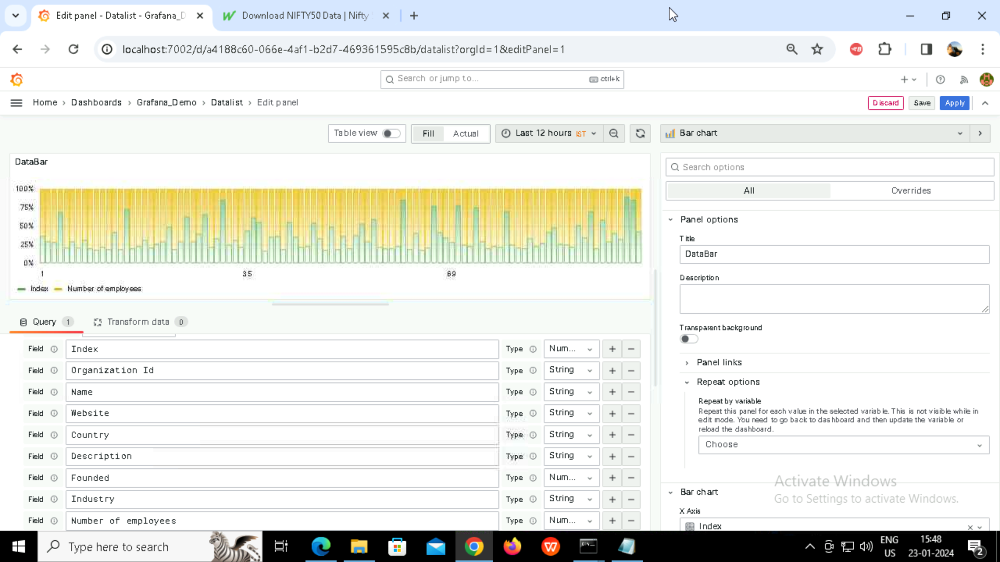 Edit panel - Datalist - Grafana_D
Download NIFTY50 Data | Nifty
localhost:7002/d/a4188c60-066e-4af1-b2d7-469361595c8b/datalist?orgId=1&editPanel=1
Search or jump to...
ctrl+k
Home › Dashboards › Grafana_Demo › Datalist › Edit panel
Discard
Save
Apply
Table view
Fill
Actual
Last 12 hours IST
Bar chart
DataBar
Search options
All
Overrides
100%
75%
50%
25%
0%
1
35
69
Index
Number of employees
Panel options
Title
DataBar
Description
Transparent background
Panel links
Repeat options
Repeat by variable
Repeat this panel for each value in the selected variable. This is not visible while in
edit mode. You need to go back to dashboard and then update the variable or
reload the dashboard.
Choose
Query 1
Transform data 0
Field Index Type Num...
Field Organization Id Type String
Field Name Type String
Field Website Type String
Field Country Type String
Field Description Type String
Field Founded Type Num...
Field Industry Type String
Field Number of employees Type Num...
Bar chart
X Axis
Index
Activate Windows
Go to Settings to activate Windows.
Type here to search
ENG
US
15:48
23-01-2024
2